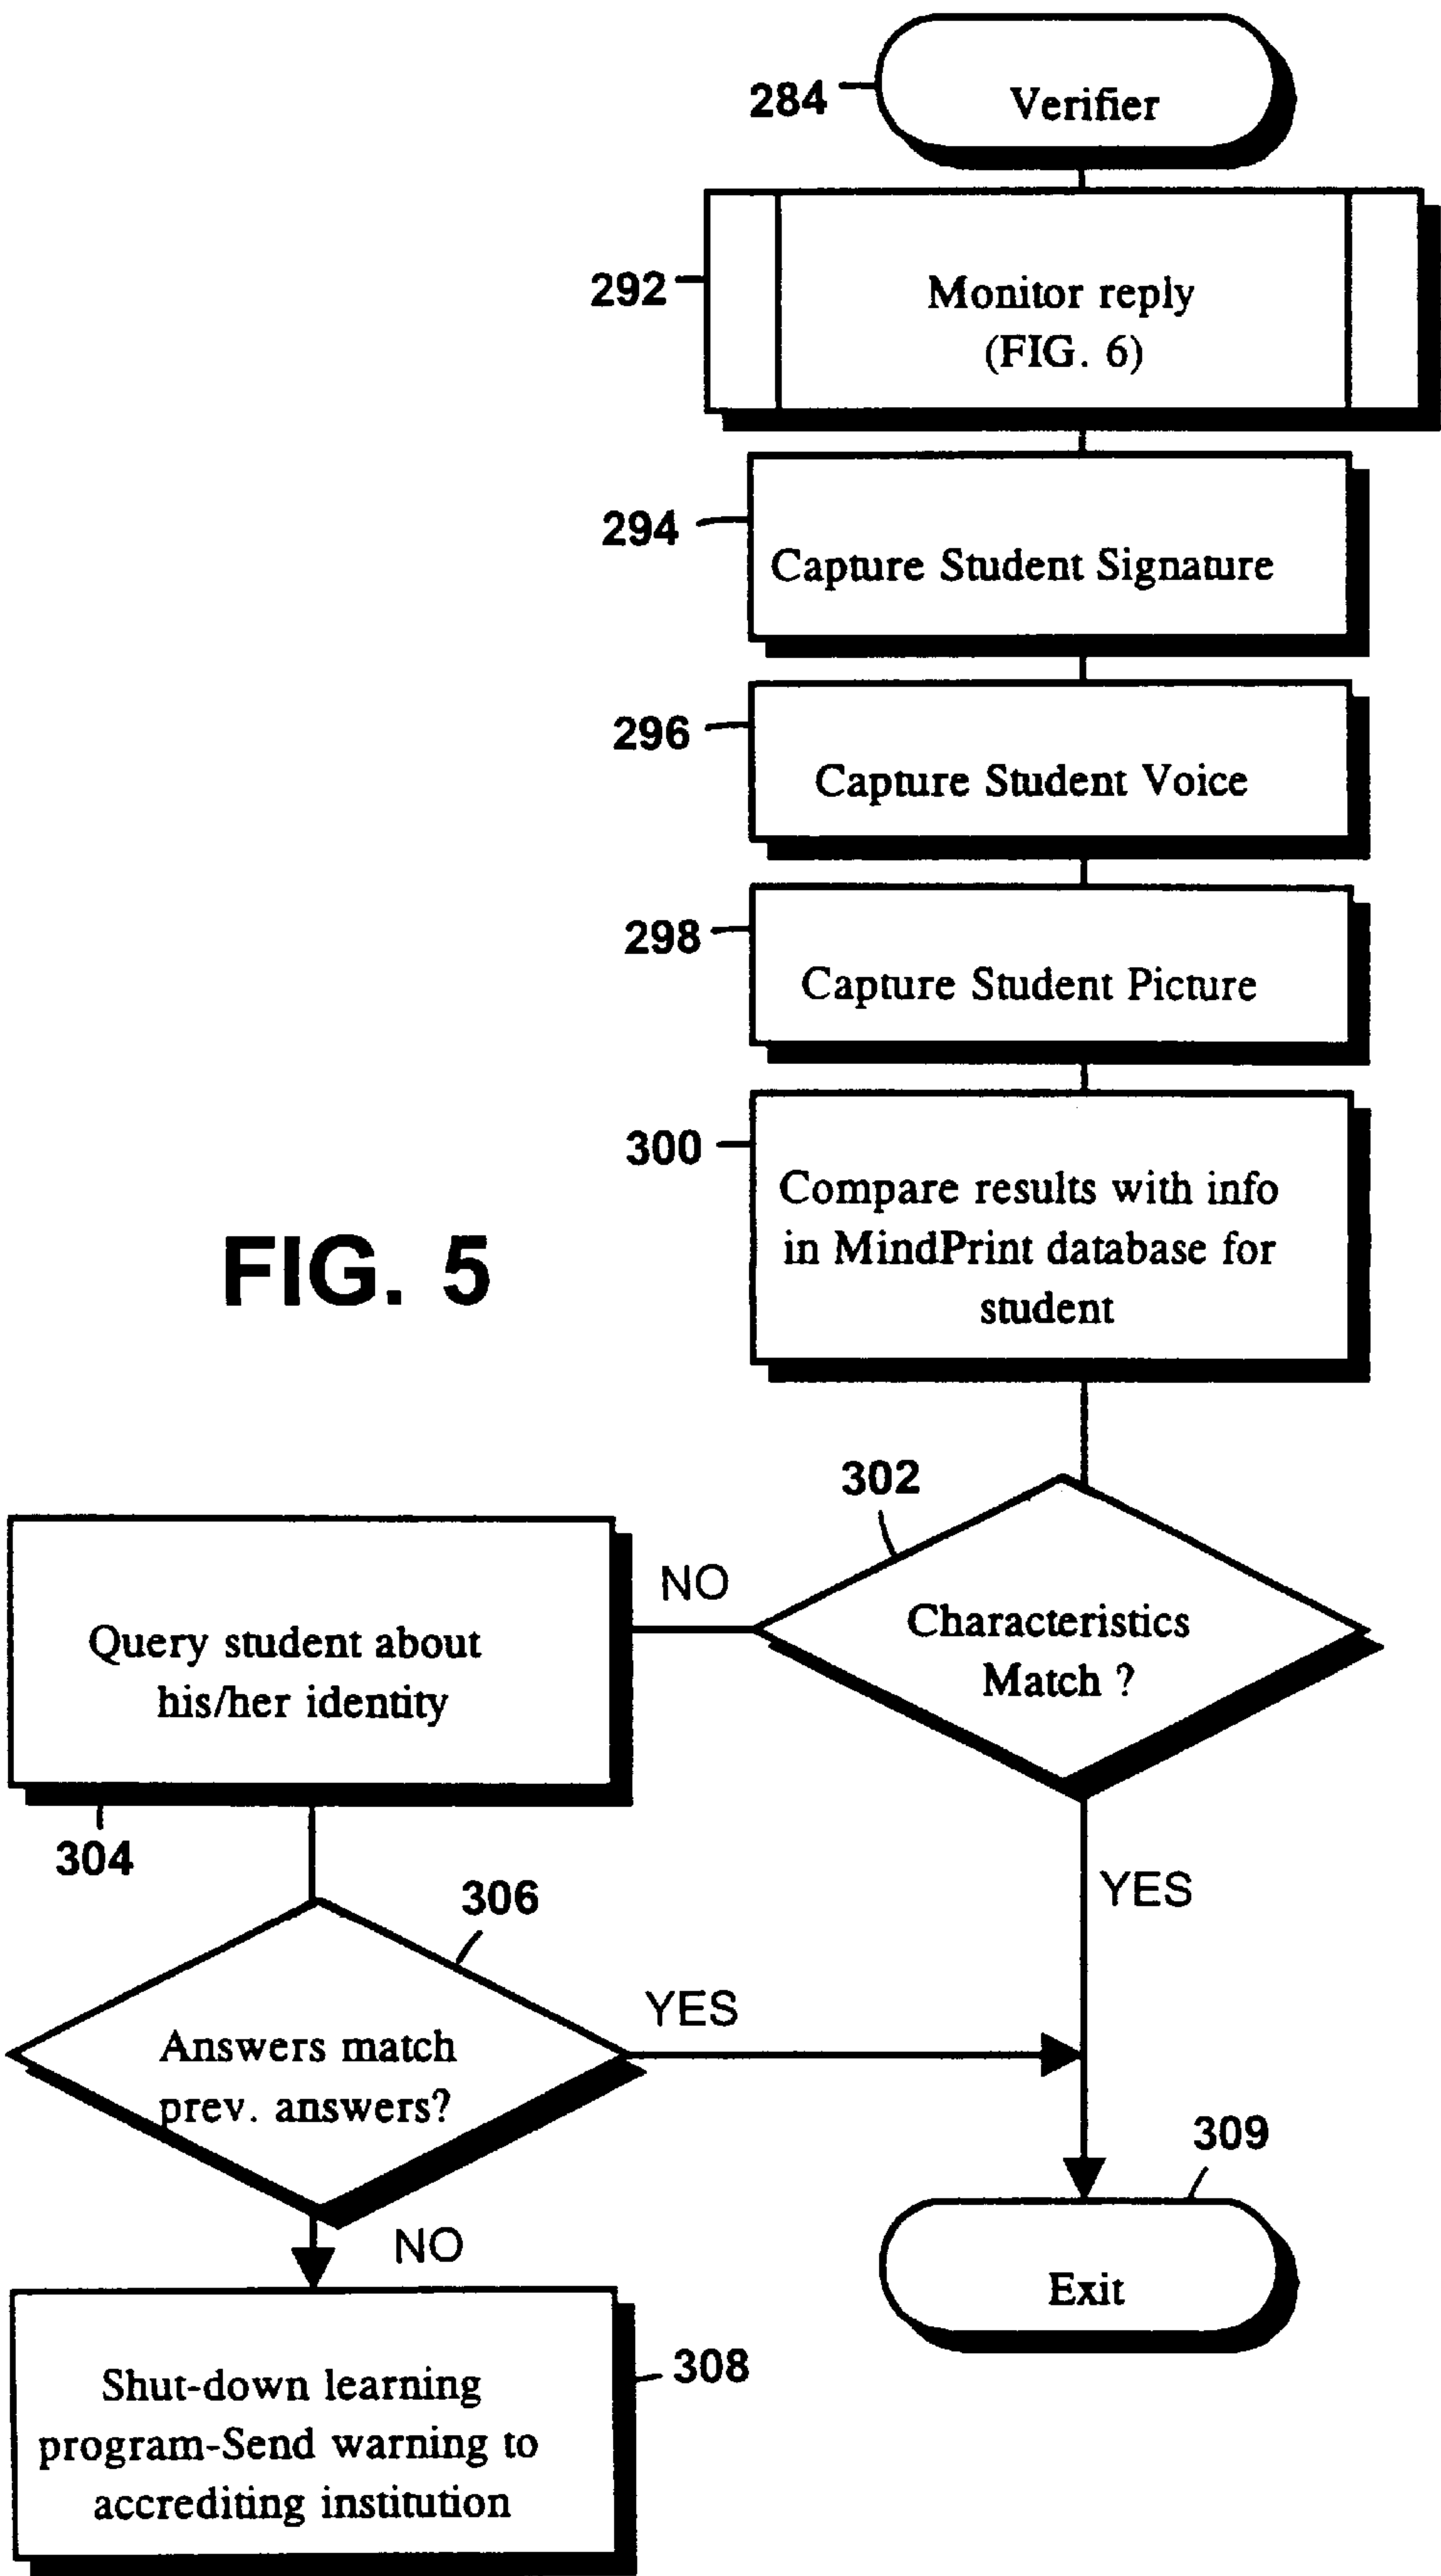 284
Verifier
292
Monitor reply
(FIG. 6)
294
Capture Student Signature
296
Capture Student Voice
298
Capture Student Picture
300
Compare results with info
in MindPrint database for
student
FIG. 5
302
Characteristics
Match ?
NO
Query student about
his/her identity
304
YES
306
Answers match
prev. answers?
YES
NO
309
Exit
308
Shut-down learning
program-Send warning to
accrediting institution